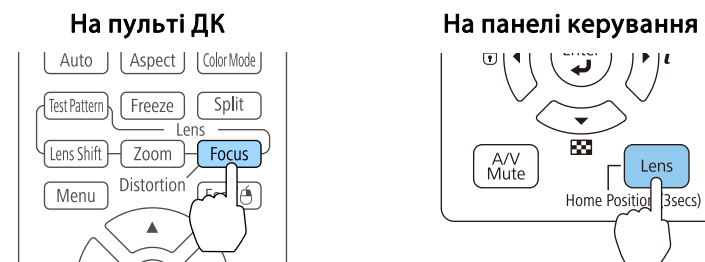 На пульті ДК
На панелі керування
Auto Aspect Color Mode
Test Pattern Freeze Split
Lens
Lens Shift Zoom Focus
Distortion
Menu
Enter
i
A/V
Mute
Lens
Home Position (3secs)